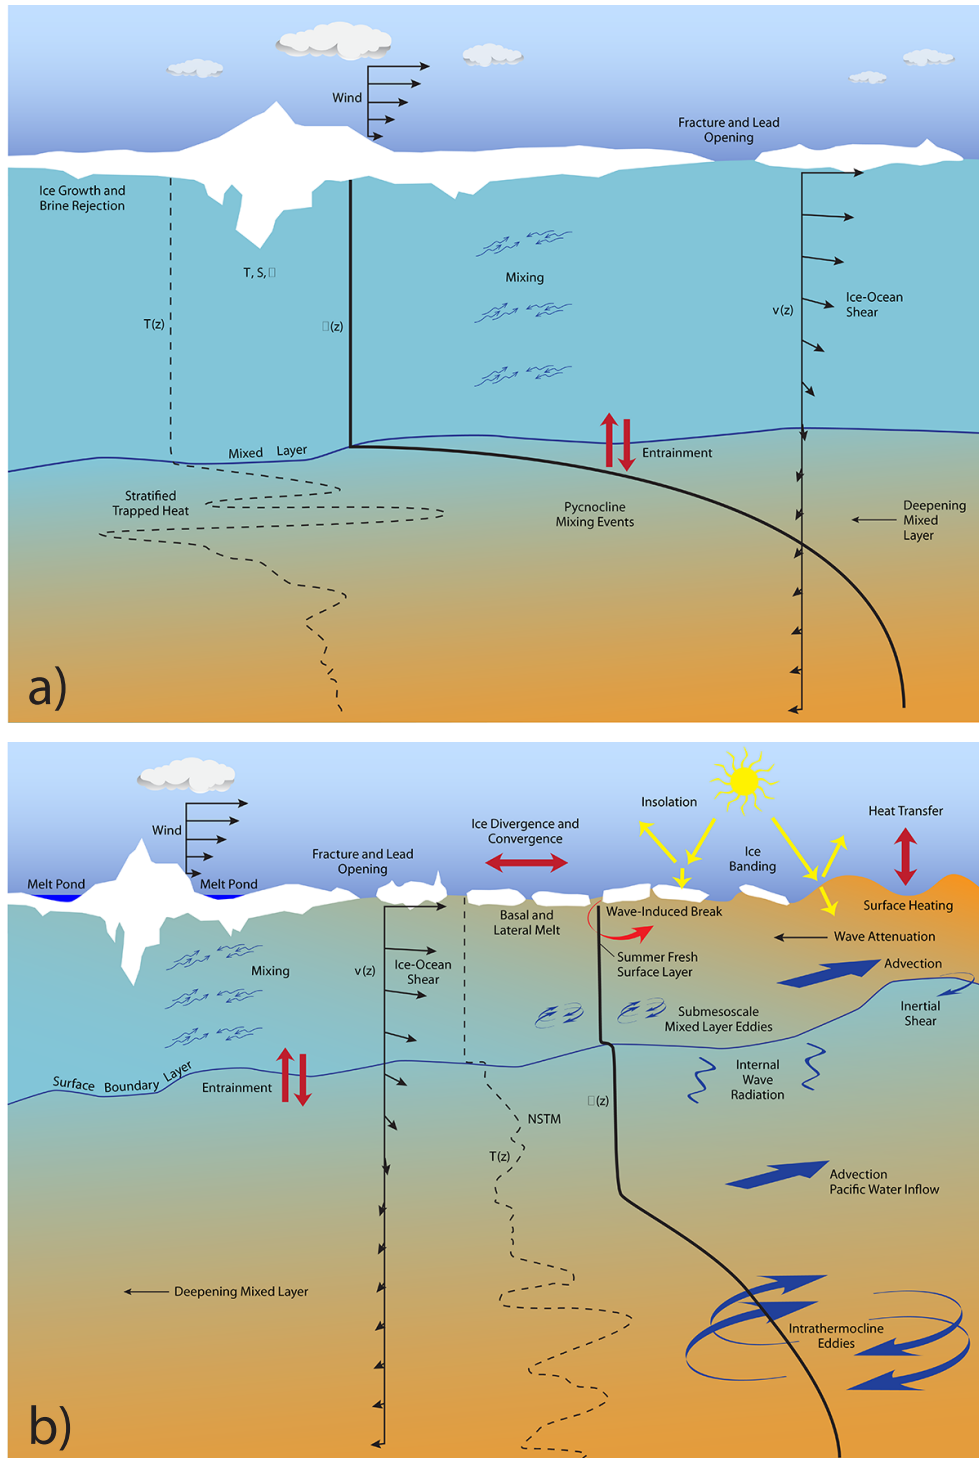 Wind
Fracture and Lead
Opening
Ice Growth and
Brine Rejection
T, S, □
Mixing
T(z)
□(z)
v(z)
Ice-Ocean
Shear
Mixed Layer
Entrainment
Stratified
Trapped Heat
Pycnocline
Mixing Events
Deepening
Mixed
Layer
a)
Wind
Melt Pond
Melt Pond
Fracture and Lead
Opening
Ice Divergence and
Convergence
Insolation
Ice
Banding
Heat Transfer
Basal and
Lateral Melt
Wave-Induced Break
Surface Heating
Summer Fresh
Surface Layer
Wave Attenuation
Advection
Mixing
v(z)
Ice-Ocean
Shear
Submesoscale
Mixed Layer Eddies
Inertial
Shear
Surface Boundary Layer
Entrainment
Internal
Wave
Radiation
□(z)
NSTM
T(z)
Advection
Pacific Water Inflow
Deepening Mixed Layer
Intrathermocline
Eddies
b)